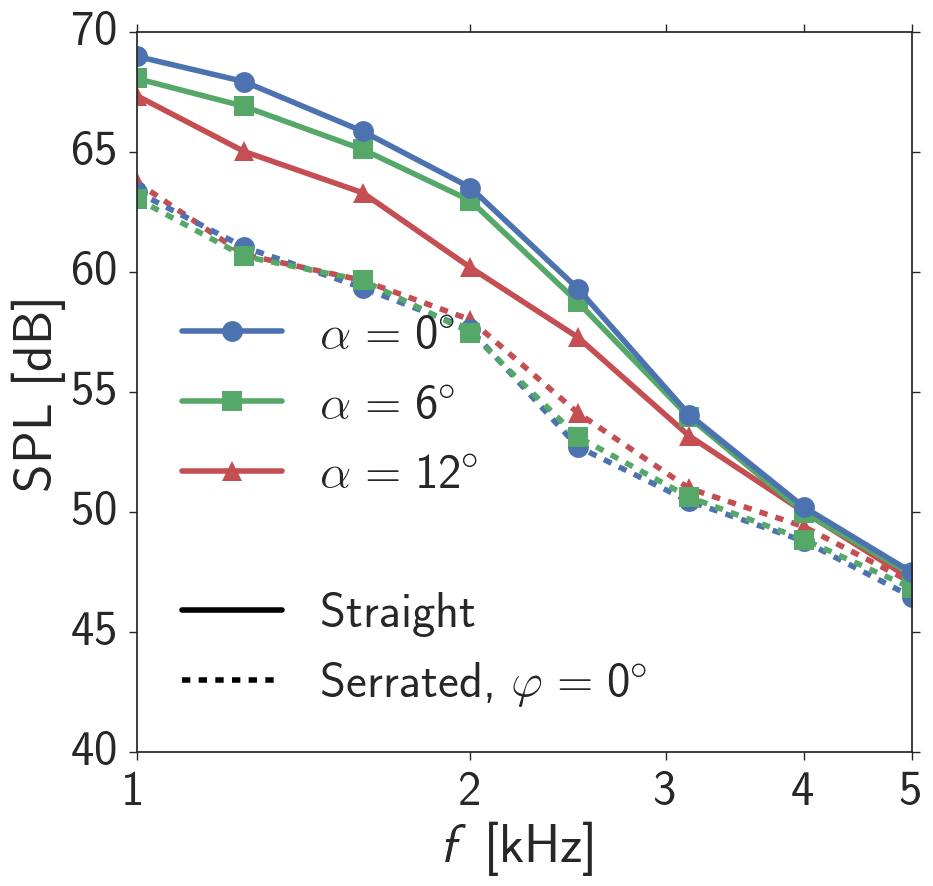 70
65
60
55
50
45
40
SPL [dB]
α = 0°
α = 6°
α = 12°
Straight
Serrated, φ = 0°
1 2 3 4 5
f [kHz]